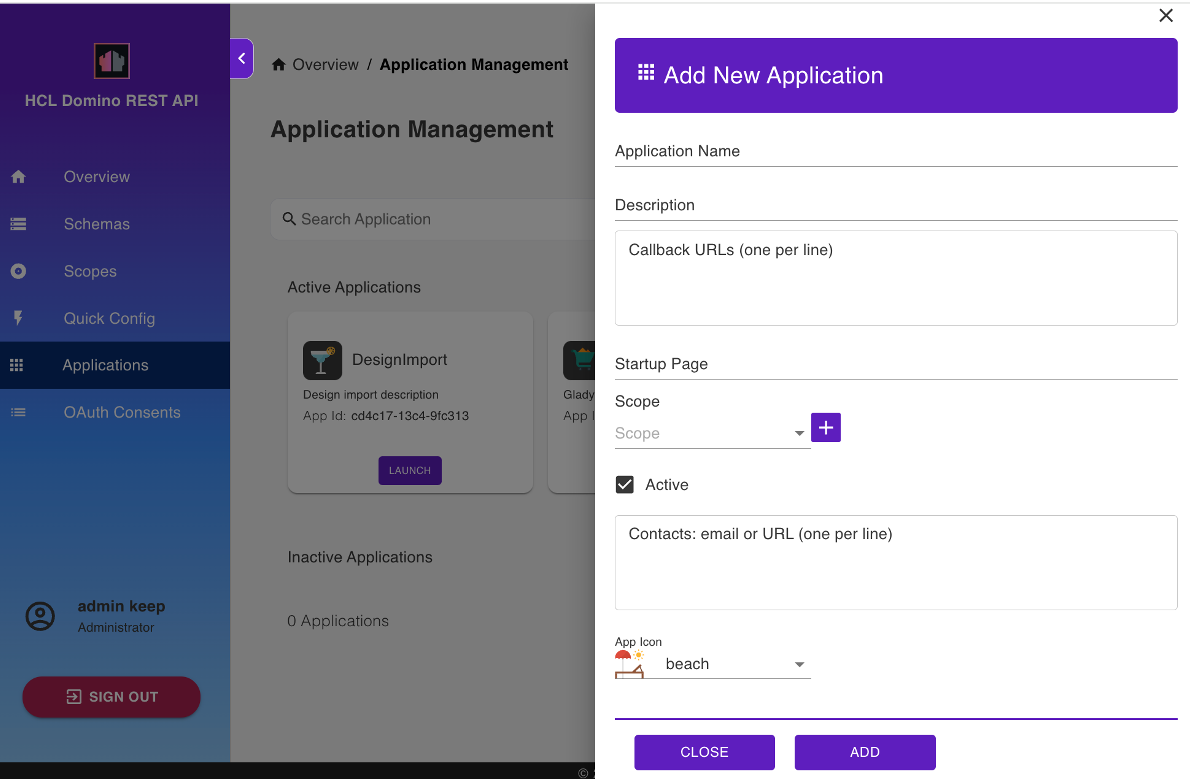 HCL Domino REST API
Overview
Schemas
Scopes
Quick Config
Applications
OAuth Consents
admin keep
Administrator
SIGN OUT
Overview / Application Management
Application Management
Search Application
Active Applications
DesignImport
Design import description
App Id: cd4c17-13c4-9fc313
LAUNCH
Glady
App I
Inactive Applications
0 Applications
©
Add New Application
Application Name
Description
Callback URLs (one per line)
Startup Page
Scope
Scope
Active
Contacts: email or URL (one per line)
App Icon
beach
CLOSE
ADD